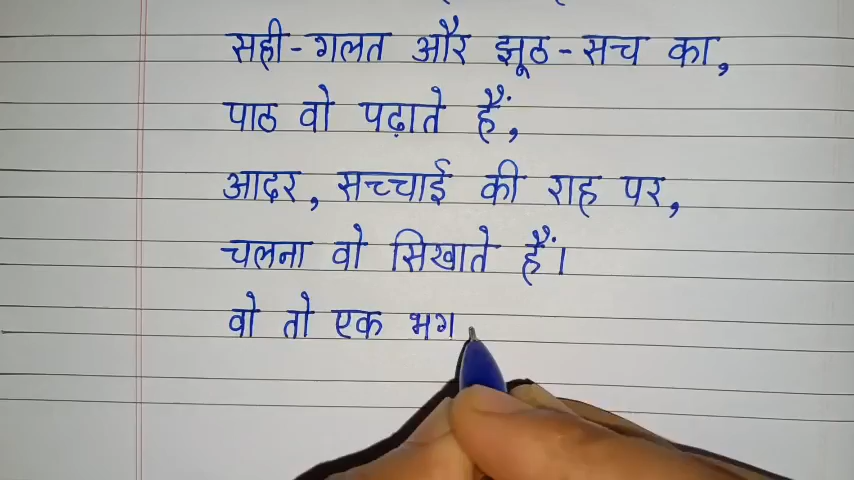 सही-गलत और झूठ-सच का,
पाठ वो पढ़ाते हैं,
आदर, सच्चाई की राह पर,
चलना वो सिखाते हैं।
वो तो एक भग